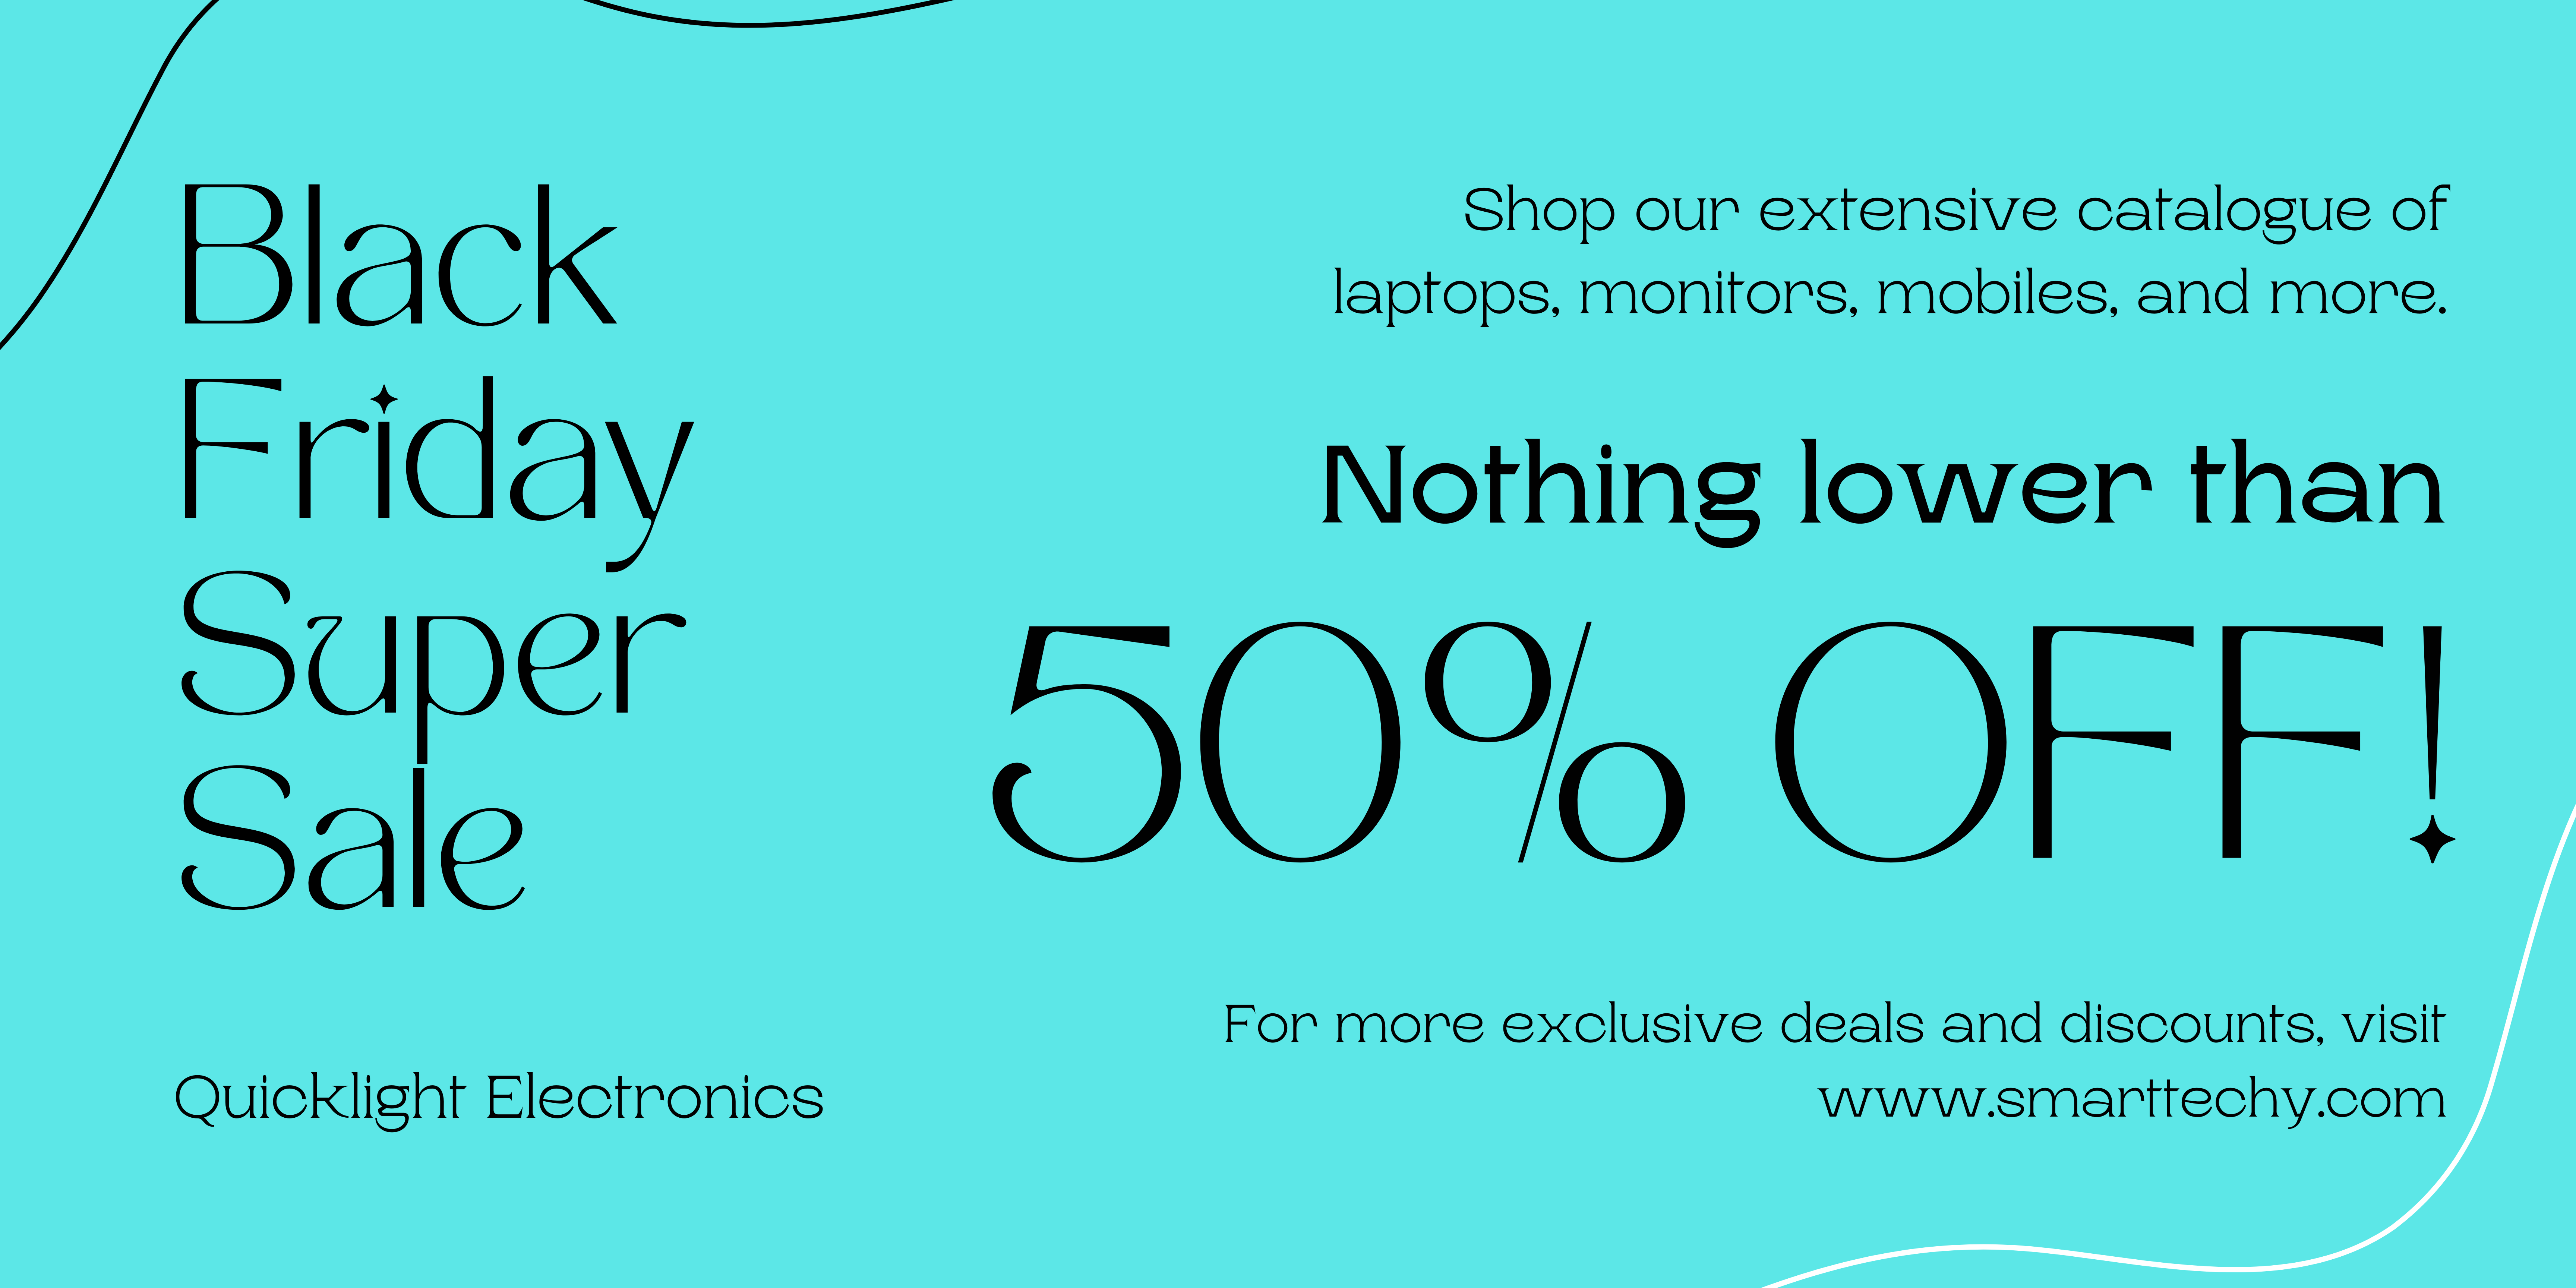 Black
Friday
Super
Sale
Quicklight Electronics
Shop our extensive catalogue of
laptops, monitors, mobiles, and more.
Nothing lower than
50% OFF!
For more exclusive deals and discounts, visit
www.smarttechy.com